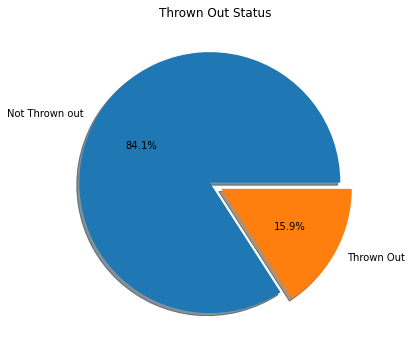 Thrown Out Status
Not Thrown out
84.1%
15.9%
Thrown Out